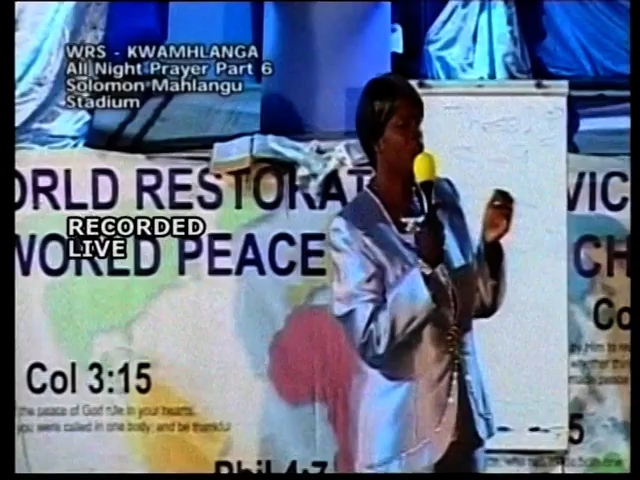 WRS - KWAMHLANGA
All Night Prayer Part 6
Solomon Mahlangu
Stadium
ORLD RESTORAT VIC
RECORDED
LIVE
WORLD PEACE CH
Col 3:15
Co
the peace of God rule in your hearts,
you were called in one body, and be thankful
Phil 4:7
5